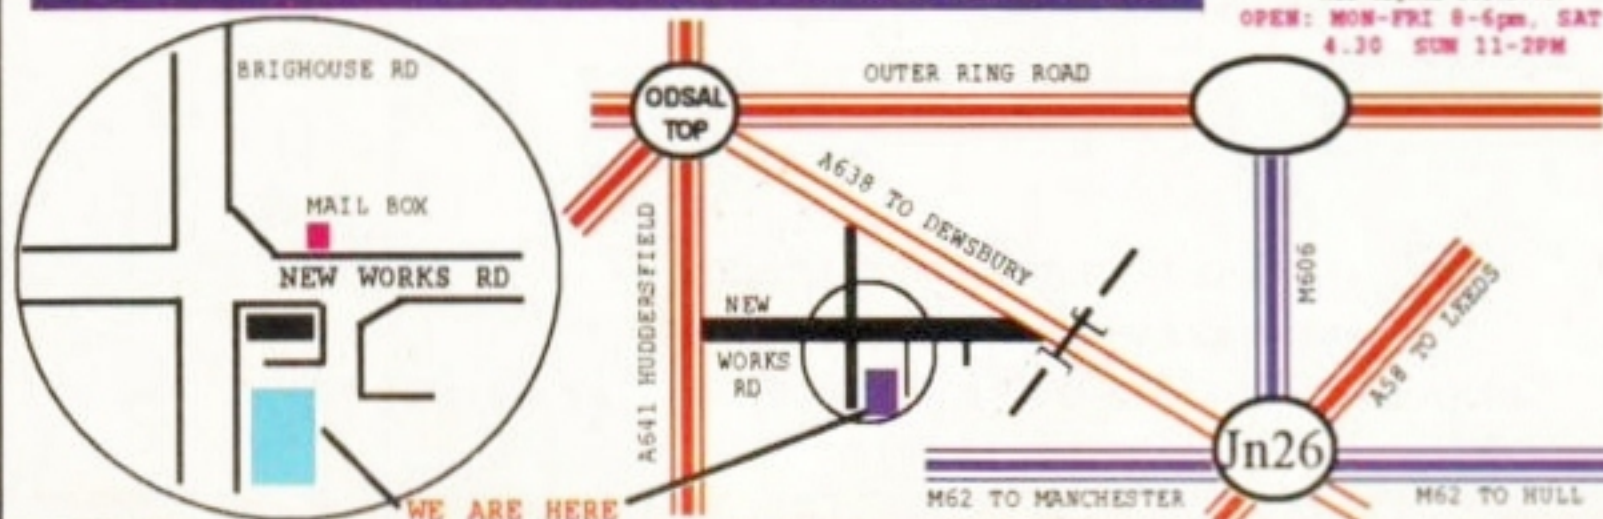 OPEN: MON-FRI 8-6pm, SAT
4.30 SUN 11-2PM
BRIGHOUSE RD
MAIL BOX
NEW WORKS RD
ODSAL
TOP
OUTER RING ROAD
A638 TO DEWSBURY
A641 HUDDERSFIELD
NEW
WORKS
RD
M606
A58 TO LEEDS
Jn26
M62 TO MANCHESTER
M62 TO HULL
WE ARE HERE